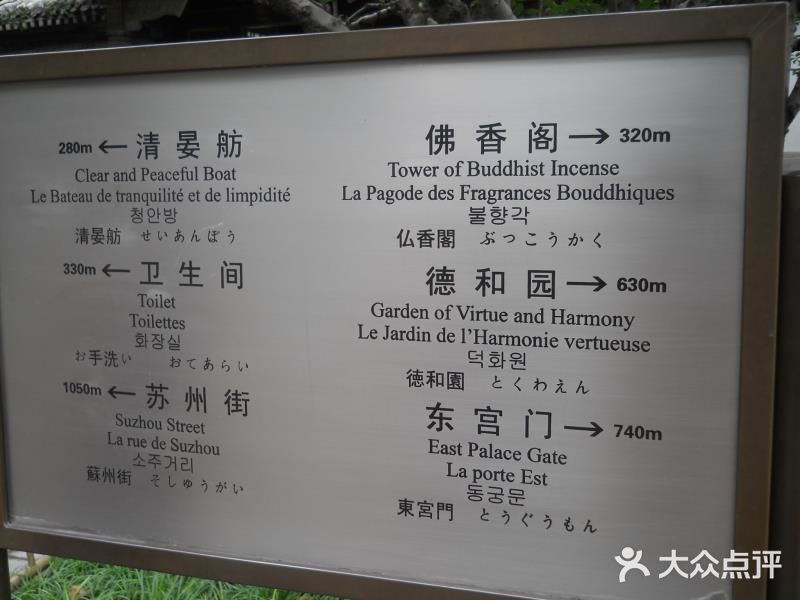 280m ← 清晏舫
Clear and Peaceful Boat
Le Bateau de tranquilité et de limpidité
청안방
清晏舫 せいあんぼう
330m ← 卫生间
Toilet
Toilettes
화장실
お手洗い おてあらい
1050m ← 苏州街
Suzhou Street
La rue de Suzhou
소주거리
蘇州街 そしゅうがい
佛香阁 → 320m
Tower of Buddhist Incense
La Pagode des Fragrances Bouddhiques
불향각
仏香閣 ぶつこうかく
德和园 → 630m
Garden of Virtue and Harmony
Le Jardin de l'Harmonie vertueuse
덕화원
徳和園 とくわえん
东宫门 → 740m
East Palace Gate
La porte Est
동궁문
東宮門 とうぐうもん
大众点评